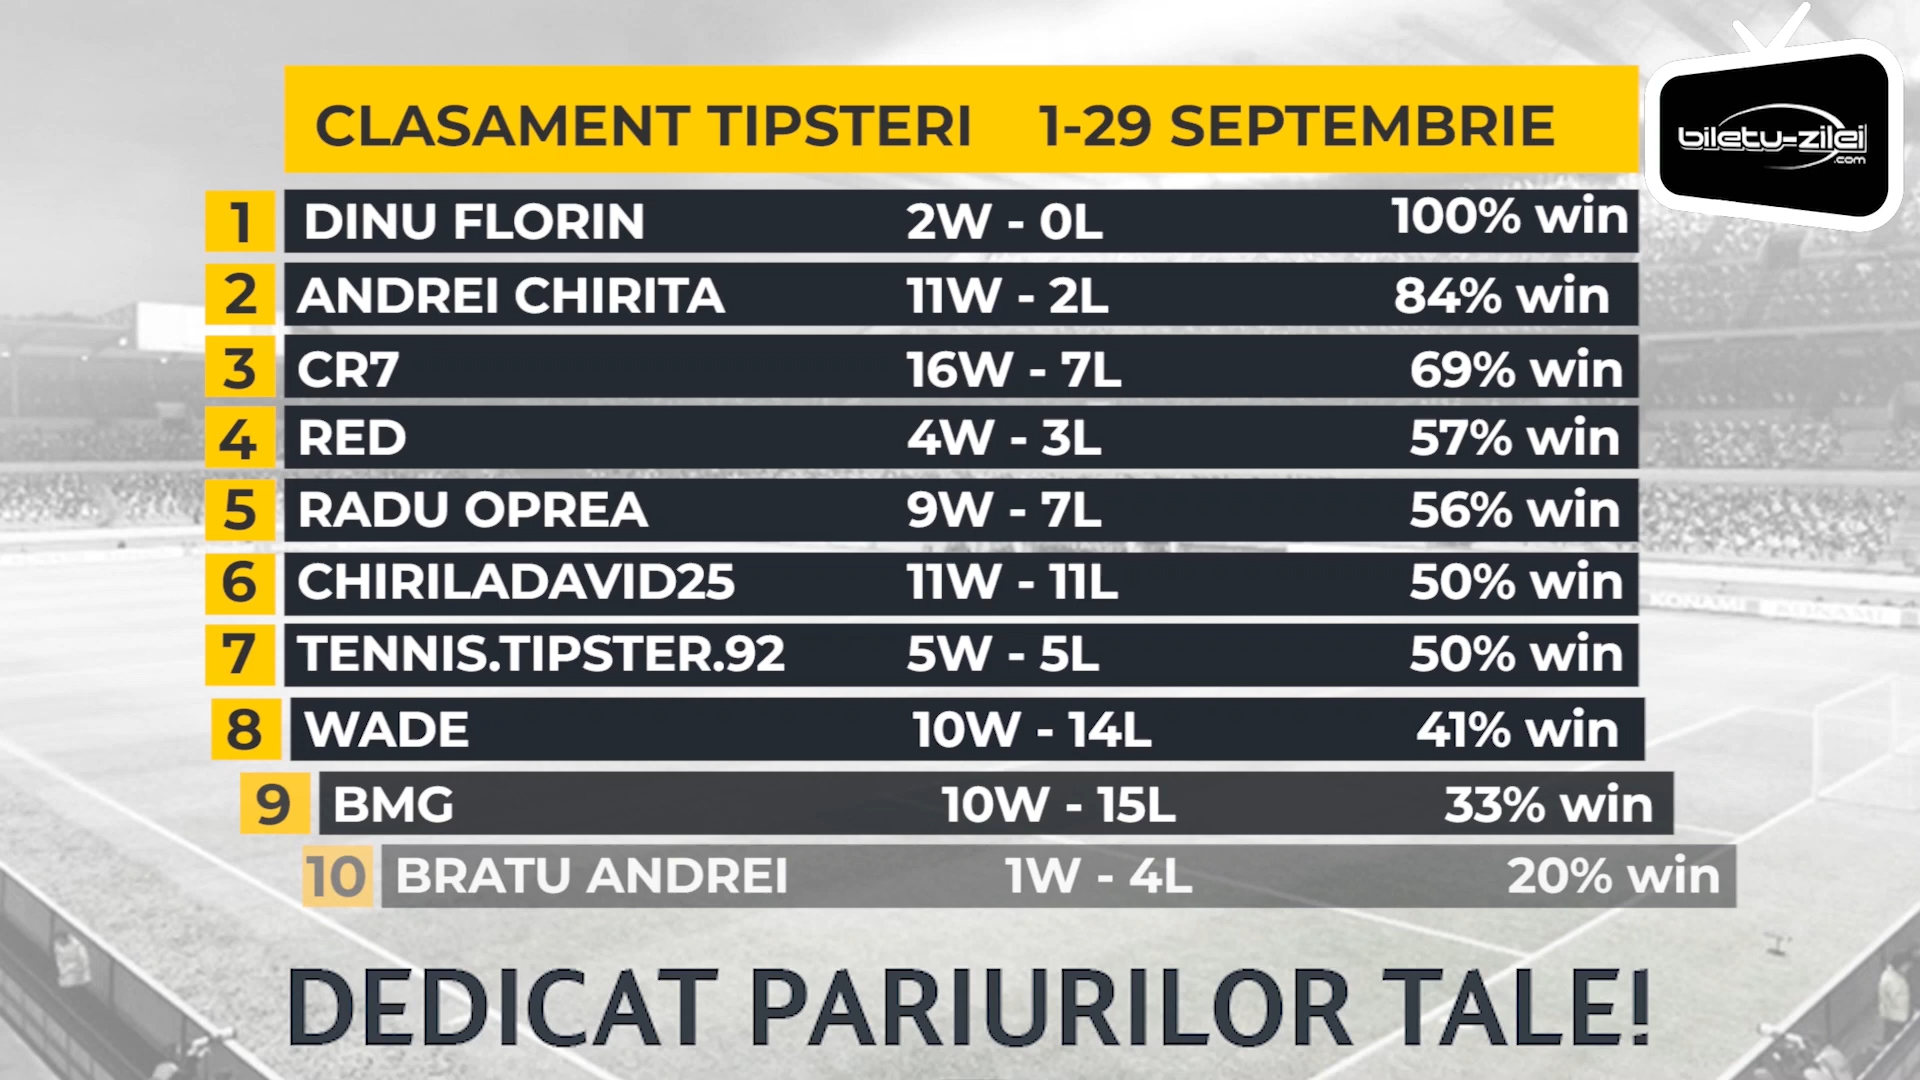 CLASAMENT TIPSTERI 1-29 SEPTEMBRIE
biletu-zilei
.com
1 DINU FLORIN 2W - 0L 100% win
2 ANDREI CHIRITA 11W - 2L 84% win
3 CR7 16W - 7L 69% win
4 RED 4W - 3L 57% win
5 RADU OPREA 9W - 7L 56% win
6 CHIRILADAVID25 11W - 11L 50% win
KONAMI KONAMI
7 TENNIS.TIPSTER.92 5W - 5L 50% win
8 WADE 10W - 14L 41% win
9 BMG 10W - 15L 33% win
10 BRATU ANDREI 1W - 4L 20% win
DEDICAT PARIURILOR TALE!